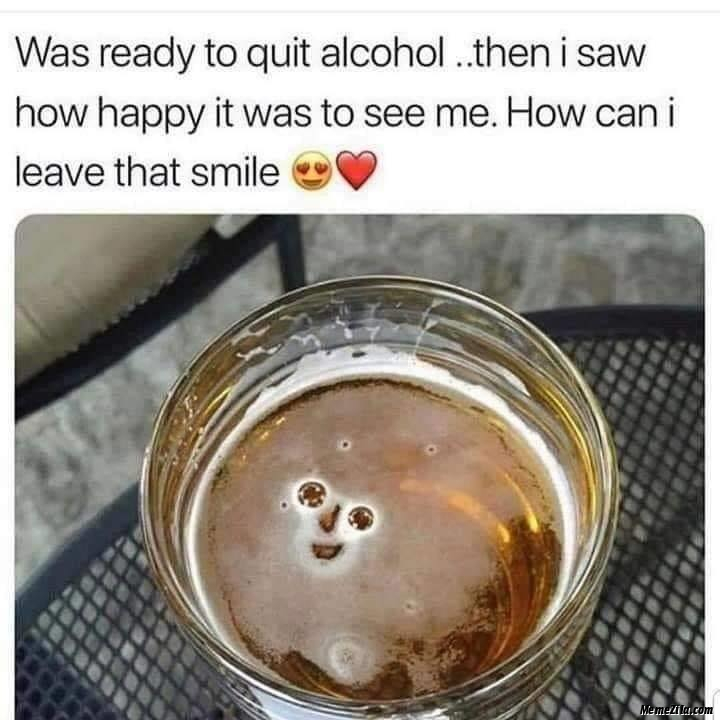 Was ready to quit alcohol ..then i saw
how happy it was to see me. How can i
leave that smile 😍❤️
MemeZila.com